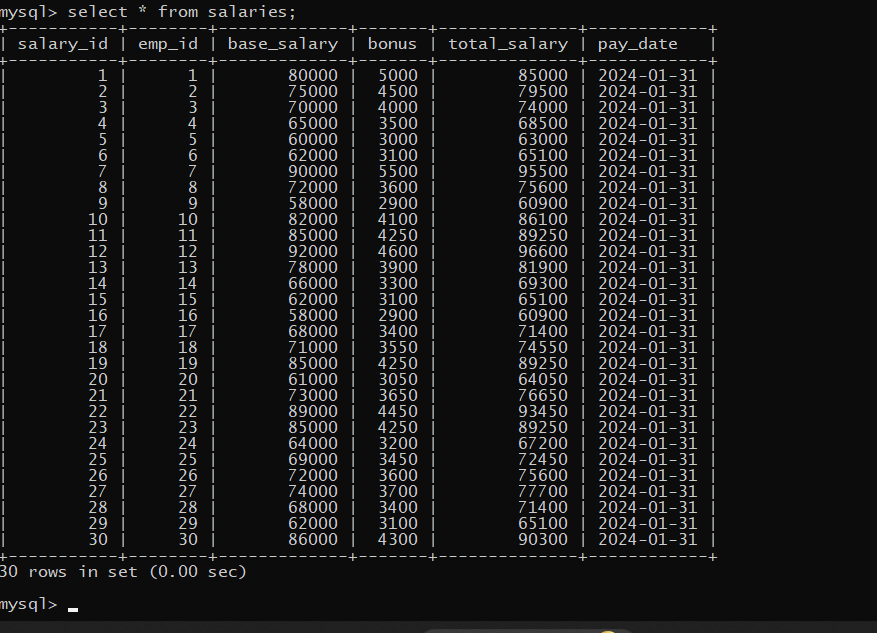 mysql> select * from salaries;
+-----------+--------+-------------+-------+--------------+------------+
| salary_id | emp_id | base_salary | bonus | total_salary | pay_date   |
+-----------+--------+-------------+-------+--------------+------------+
|         1 |      1 |       80000 |  5000 |        85000 | 2024-01-31 |
|         2 |      2 |       75000 |  4500 |        79500 | 2024-01-31 |
|         3 |      3 |       70000 |  4000 |        74000 | 2024-01-31 |
|         4 |      4 |       65000 |  3500 |        68500 | 2024-01-31 |
|         5 |      5 |       60000 |  3000 |        63000 | 2024-01-31 |
|         6 |      6 |       62000 |  3100 |        65100 | 2024-01-31 |
|         7 |      7 |       90000 |  5500 |        95500 | 2024-01-31 |
|         8 |      8 |       72000 |  3600 |        75600 | 2024-01-31 |
|         9 |      9 |       58000 |  2900 |        60900 | 2024-01-31 |
|        10 |     10 |       82000 |  4100 |        86100 | 2024-01-31 |
|        11 |     11 |       85000 |  4250 |        89250 | 2024-01-31 |
|        12 |     12 |       92000 |  4600 |        96600 | 2024-01-31 |
|        13 |     13 |       78000 |  3900 |        81900 | 2024-01-31 |
|        14 |     14 |       66000 |  3300 |        69300 | 2024-01-31 |
|        15 |     15 |       62000 |  3100 |        65100 | 2024-01-31 |
|        16 |     16 |       58000 |  2900 |        60900 | 2024-01-31 |
|        17 |     17 |       68000 |  3400 |        71400 | 2024-01-31 |
|        18 |     18 |       71000 |  3550 |        74550 | 2024-01-31 |
|        19 |     19 |       85000 |  4250 |        89250 | 2024-01-31 |
|        20 |     20 |       61000 |  3050 |        64050 | 2024-01-31 |
|        21 |     21 |       73000 |  3650 |        76650 | 2024-01-31 |
|        22 |     22 |       89000 |  4450 |        93450 | 2024-01-31 |
|        23 |     23 |       85000 |  4250 |        89250 | 2024-01-31 |
|        24 |     24 |       64000 |  3200 |        67200 | 2024-01-31 |
|        25 |     25 |       69000 |  3450 |        72450 | 2024-01-31 |
|        26 |     26 |       72000 |  3600 |        75600 | 2024-01-31 |
|        27 |     27 |       74000 |  3700 |        77700 | 2024-01-31 |
|        28 |     28 |       68000 |  3400 |        71400 | 2024-01-31 |
|        29 |     29 |       62000 |  3100 |        65100 | 2024-01-31 |
|        30 |     30 |       86000 |  4300 |        90300 | 2024-01-31 |
+-----------+--------+-------------+-------+--------------+------------+
30 rows in set (0.00 sec)
mysql> _